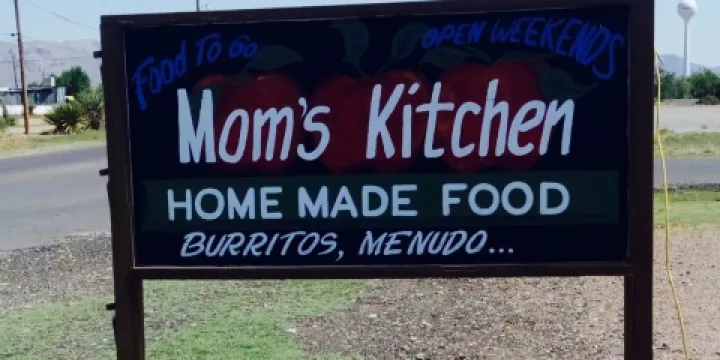 Food To Go
OPEN WEEKENDS
Mom's Kitchen
HOME MADE FOOD
BURRITOS, MENUDO...